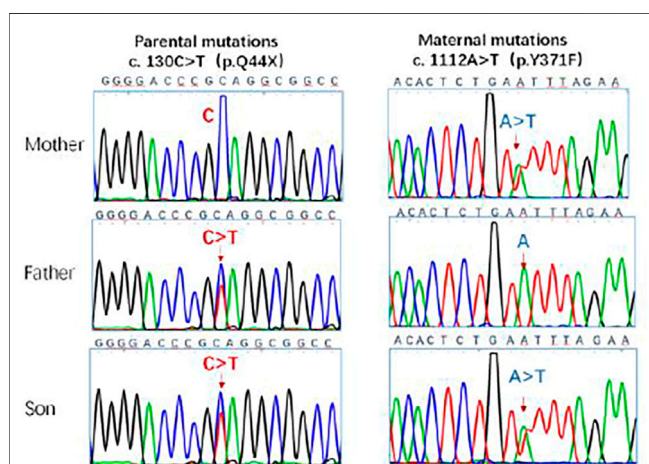 Parental mutations
c. 130C>T (p.Q44X)
Maternal mutations
c. 1112A>T (p.Y371F)
GGGGACCCGCAGGCGGCC
ACACTCTGAATTTAGAA
Mother
C
A>T
GGGGACCCGCAGGCGGCC
ACACTCTGAATTTAGAA
Father
C>T
A
GGGGACCCGCAGGCGGCC
ACACTCTGAATTTAGAA
Son
C>T
A>T